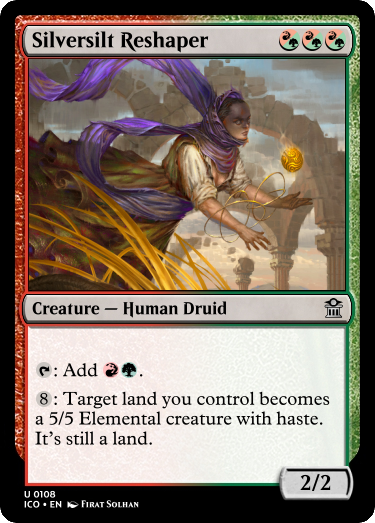 Silversilt Reshaper
Creature — Human Druid
: Add .
8: Target land you control becomes
a 5/5 Elemental creature with haste.
It's still a land.
2/2
U 0108
ICO • EN Firat Solhan